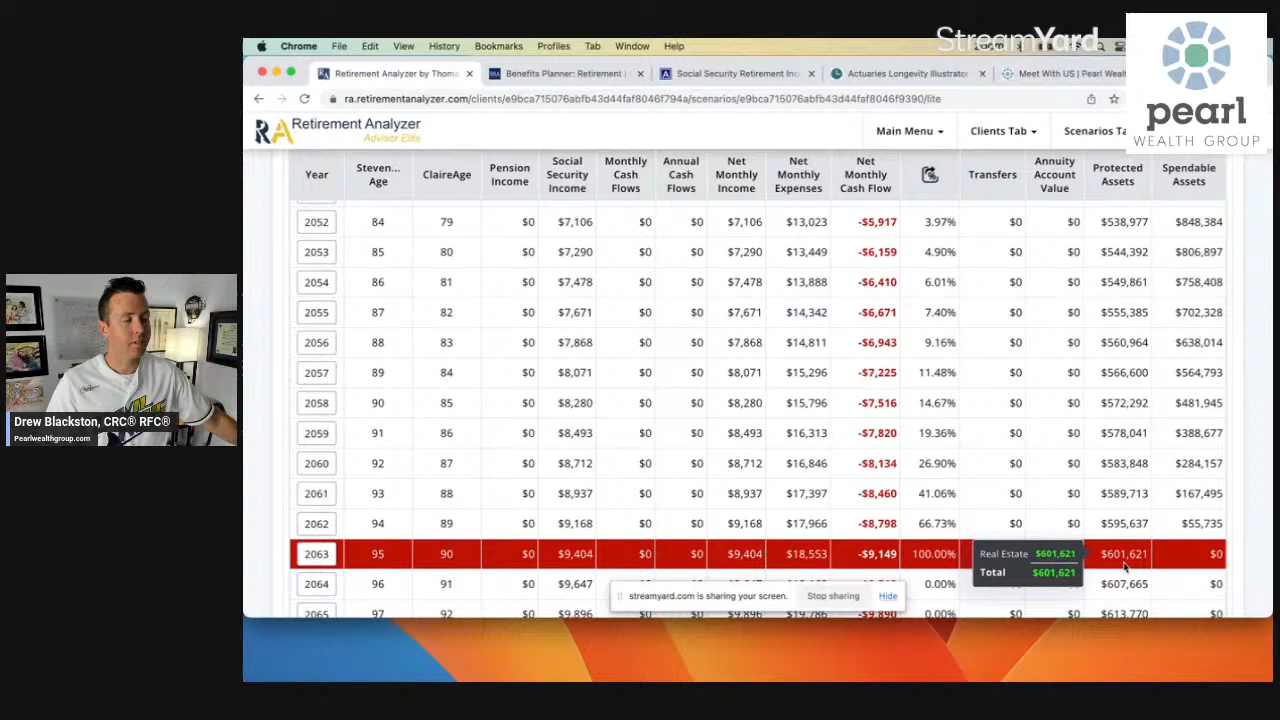 StreamYard
pearl
WEALTH GROUP
Chrome File Edit View History Bookmarks Profiles Tab Window Help
Retirement Analyzer by Thoma
Benefits Planner: Retirement |
Social Security Retirement Inc
Actuaries Longevity Illustrator
Meet With US | Pearl Wealt
ra.retirementanalyzer.com/clients/e9bca715076abfb43d44faf8046f794a/scenarios/e9bca715076abfb43d44faf8046f9390/lite
RA Retirement Analyzer
Advisor Elite
Main Menu Clients Tab Scenarios Ta
Year Steven... Age ClaireAge Pension Income Social Security Income Monthly Cash Flows Annual Cash Flows Net Monthly Income Net Monthly Expenses Net Monthly Cash Flow % Transfers Annuity Account Value Protected Assets Spendable Assets
2052 84 79 $0 $7,106 $0 $0 $7,106 $13,023 -$5,917 3.97% $0 $0 $538,977 $848,384
2053 85 80 $0 $7,290 $0 $0 $7,290 $13,449 -$6,159 4.90% $0 $0 $544,392 $806,897
2054 86 81 $0 $7,478 $0 $0 $7,478 $13,888 -$6,410 6.01% $0 $0 $549,861 $758,408
2055 87 82 $0 $7,671 $0 $0 $7,671 $14,342 -$6,671 7.40% $0 $0 $555,385 $702,328
2056 88 83 $0 $7,868 $0 $0 $7,868 $14,811 -$6,943 9.16% $0 $0 $560,964 $638,014
2057 89 84 $0 $8,071 $0 $0 $8,071 $15,296 -$7,225 11.48% $0 $0 $566,600 $564,793
2058 90 85 $0 $8,280 $0 $0 $8,280 $15,796 -$7,516 14.67% $0 $0 $572,292 $481,945
2059 91 86 $0 $8,493 $0 $0 $8,493 $16,313 -$7,820 19.36% $0 $0 $578,041 $388,677
2060 92 87 $0 $8,712 $0 $0 $8,712 $16,846 -$8,134 26.90% $0 $0 $583,848 $284,157
2061 93 88 $0 $8,937 $0 $0 $8,937 $17,397 -$8,460 41.06% $0 $0 $589,713 $167,495
2062 94 89 $0 $9,168 $0 $0 $9,168 $17,966 -$8,798 66.73% $0 $0 $595,637 $55,735
2063 95 90 $0 $9,404 $0 $0 $9,404 $18,553 -$9,149 100.00% $601,621 $0
Real Estate $601,621
Total $601,621
2064 96 91 $0 $9,647 0.00% $0 $0 $607,665 $0
2065 97 92 $0 $9,896 $0 $0 $9,896 $19,786 -$9,890 0.00% $0 $0 $613,770 $0
streamyard.com is sharing your screen. Stop sharing Hide
Drew Blackston, CRC® RFC®
Pearlwealthgroup.com